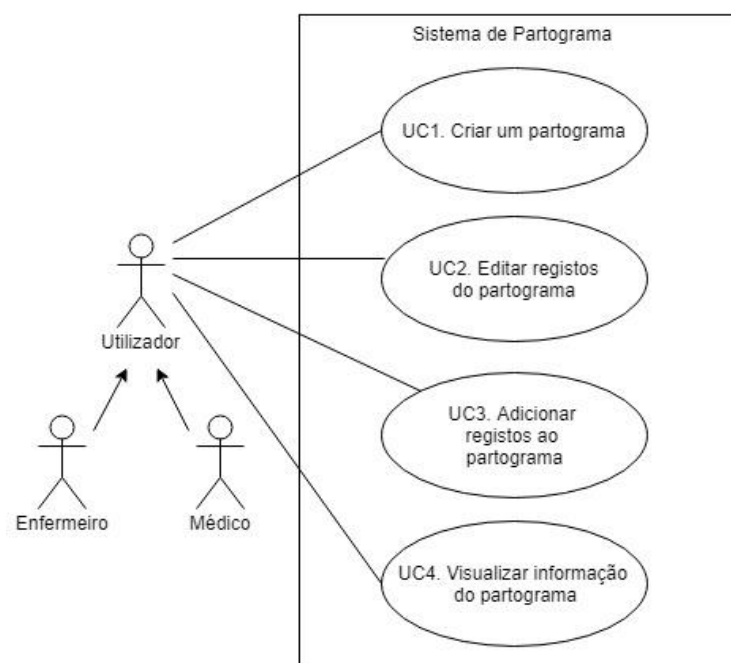 Sistema de Partograma
UC1. Criar um partograma
UC2. Editar registos
do partograma
Utilizador
UC3. Adicionar
registos ao
partograma
Enfermeiro
Médico
UC4. Visualizar informação
do partograma